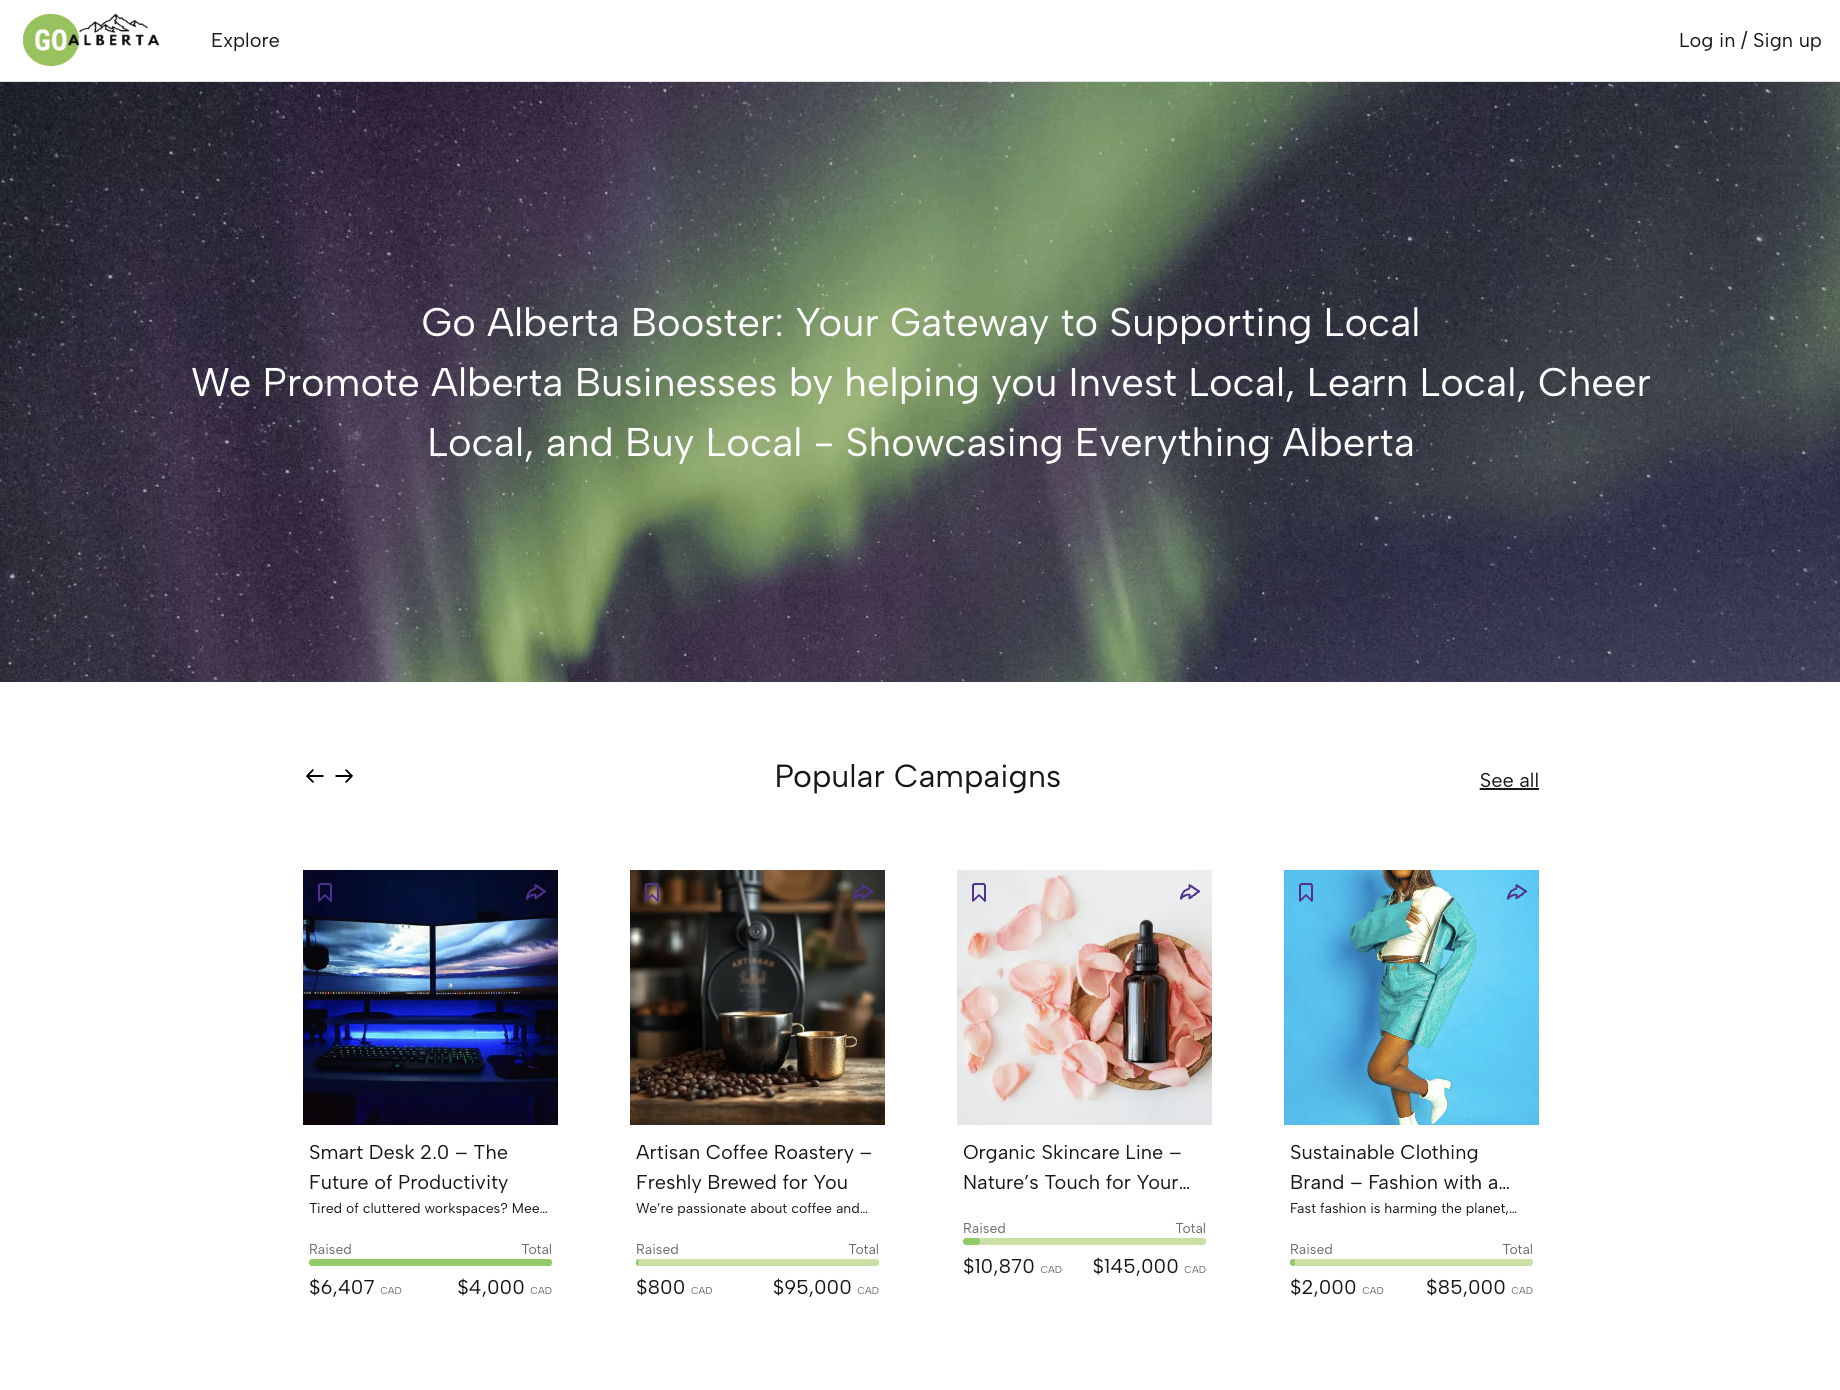 GO ALBERTA
Explore
Log in / Sign up
Go Alberta Booster: Your Gateway to Supporting Local
We Promote Alberta Businesses by helping you Invest Local, Learn Local, Cheer
Local, and Buy Local – Showcasing Everything Alberta
Popular Campaigns
See all
ARTISAAN
Smart Desk 2.0 – The
Future of Productivity
Tired of cluttered workspaces? Mee...
Raised Total
$6,407 CAD $4,000 CAD
Artisan Coffee Roastery –
Freshly Brewed for You
We're passionate about coffee and...
Raised Total
$800 CAD $95,000 CAD
Organic Skincare Line –
Nature's Touch for Your...
Raised Total
$10,870 CAD $145,000 CAD
Sustainable Clothing
Brand – Fashion with a...
Fast fashion is harming the planet,...
Raised Total
$2,000 CAD $85,000 CAD